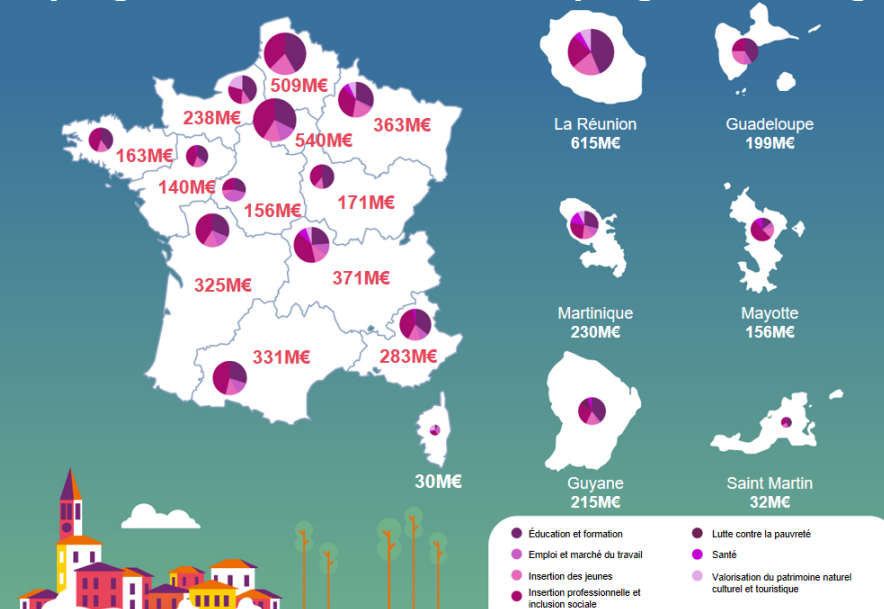 509M€
238M€
540M€
363M€
163M€
140M€
156M€
171M€
325M€
371M€
331M€
283M€
30M€
La Réunion
615M€
Guadeloupe
199M€
Martinique
230M€
Mayotte
156M€
Guyane
215M€
Saint Martin
32M€
Éducation et formation
Emploi et marché du travail
Insertion des jeunes
Insertion professionnelle et
inclusion sociale
Lutte contre la pauvreté
Santé
Valorisation du patrimoine naturel
culturel et touristique